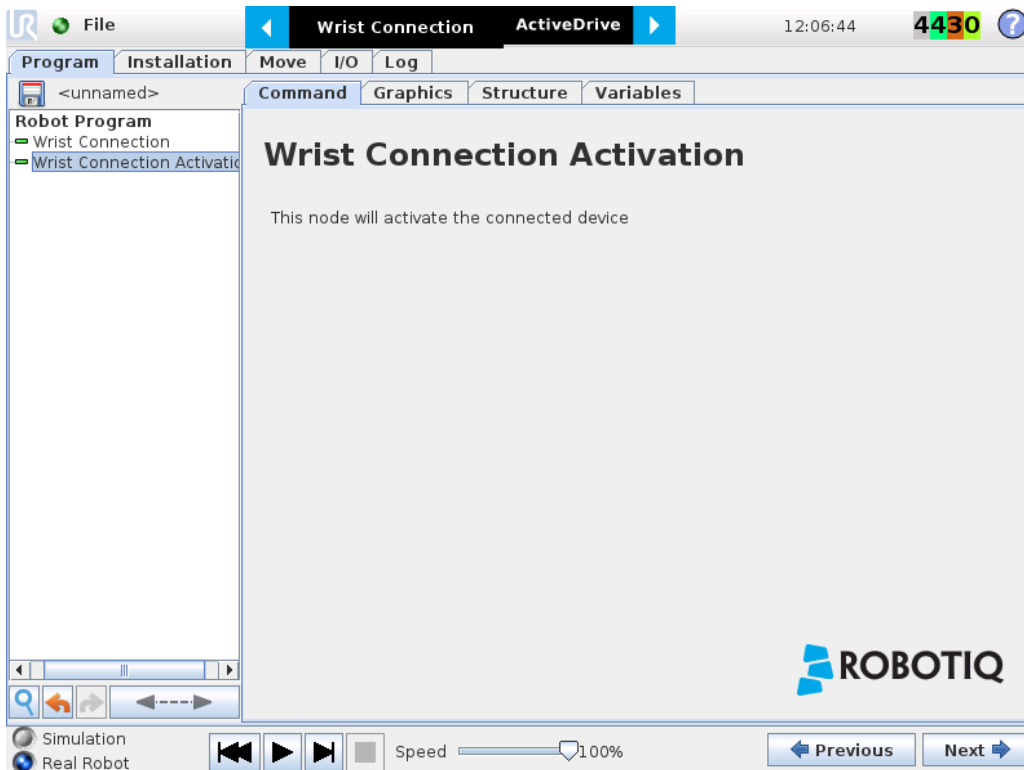 UR File Wrist Connection ActiveDrive 12:06:44 4430 ?
Program Installation Move I/O Log
<unnamed> Command Graphics Structure Variables
Robot Program
Wrist Connection
Wrist Connection Activatio
Wrist Connection Activation
This node will activate the connected device
ROBOTIQ
Simulation
Real Robot
Speed 100% Previous Next